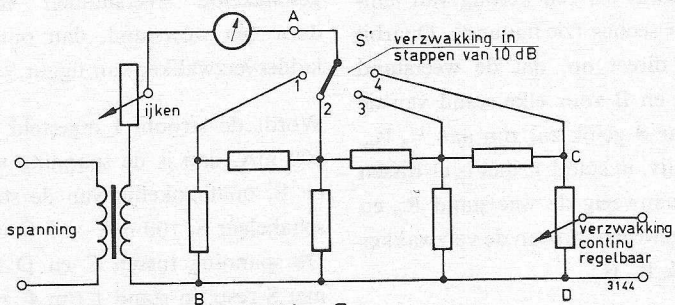 A
S
verzwakking in
stappen van 10 dB
1
2
3
4
ijken
C
spanning
verzwakking
continu
regelbaar
3144
B
D